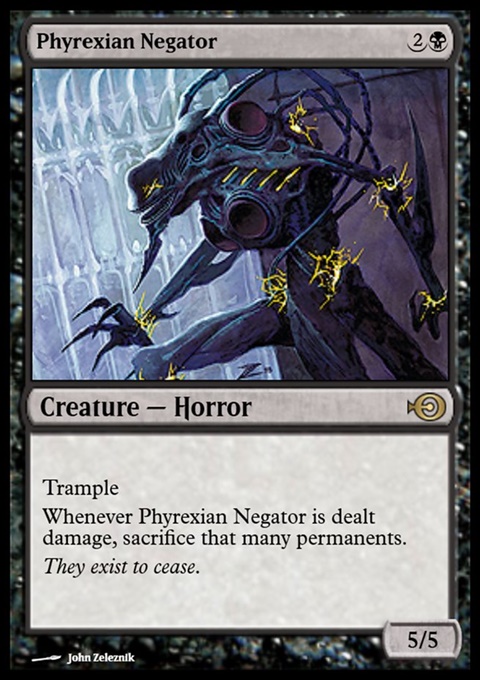 Phyrexian Negator 2
Creature — Horror
Trample
Whenever Phyrexian Negator is dealt
damage, sacrifice that many permanents.
They exist to cease.
5/5
John Zeleznik